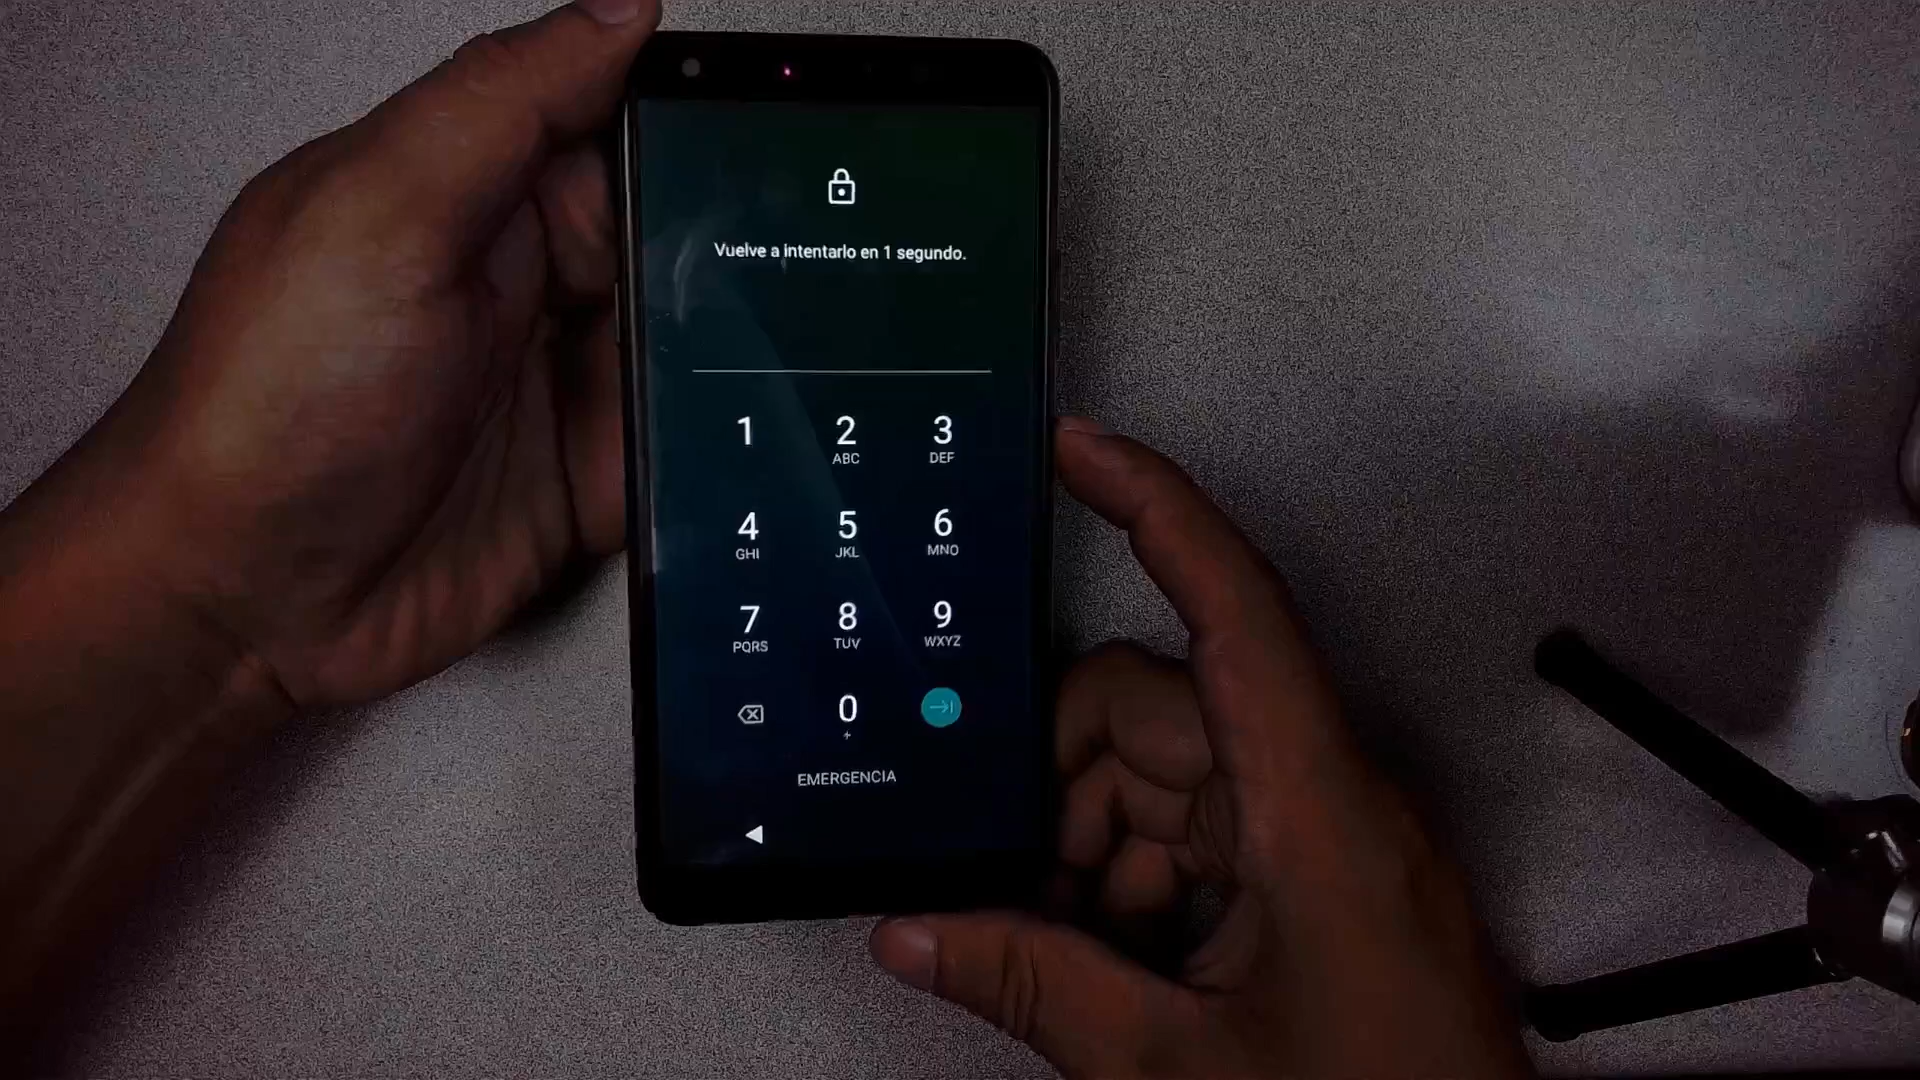 Vuelve a intentarlo en 1 segundo.
1 2 3
ABC DEF
4 5 6
GHI JKL MNO
7 8 9
PQRS TUV WXYZ
0
+
EMERGENCIA